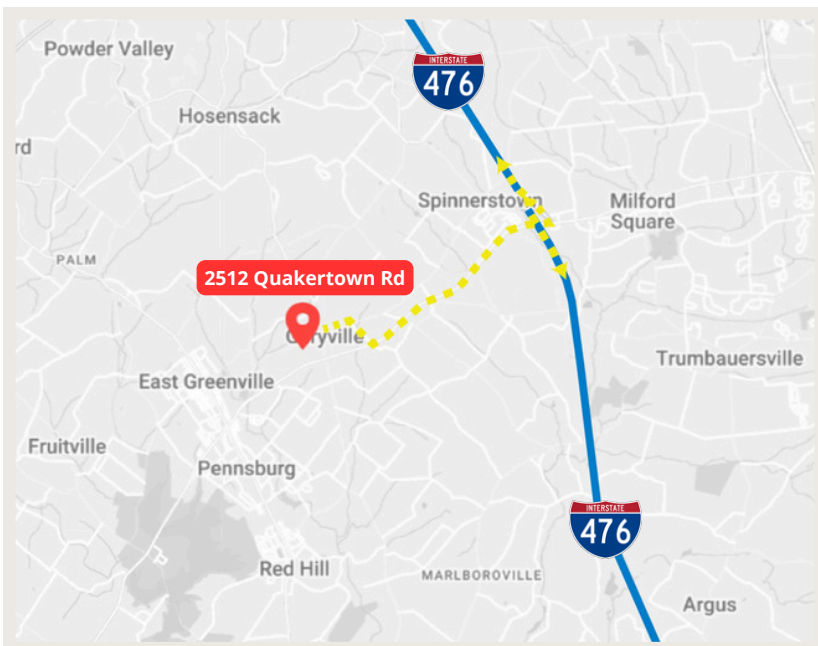 Powder Valley
INTERSTATE
476
Hosensack
rd
Spinnerstown
Milford
Square
PALM
2512 Quakertown Rd
Trumbauersville
East Greenville
Fruitville
Pennsburg
INTERSTATE
476
Red Hill
MARLBOROVILLE
Argus